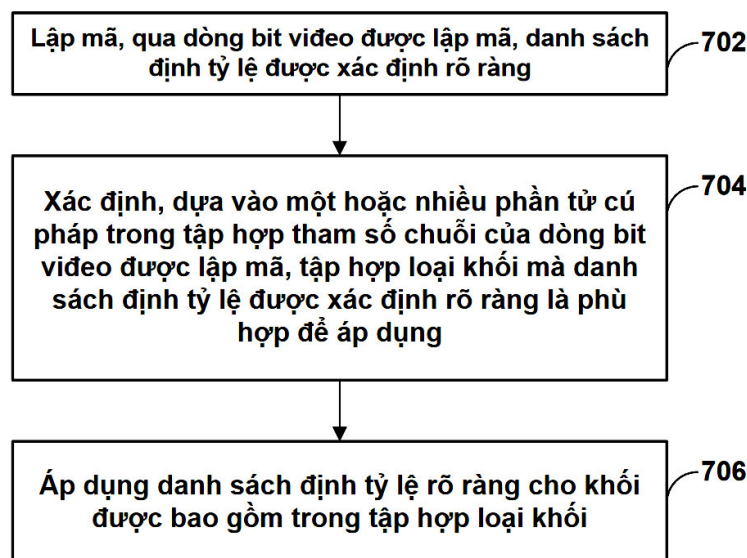 Lập mã, qua dòng bit viđeo được lập mã, danh sách
định tỷ lệ được xác định rõ ràng
702
Xác định, dựa vào một hoặc nhiều phần tử cú
pháp trong tập hợp tham số chuỗi của dòng bit
viđeo được lập mã, tập hợp loại khối mà danh
sách định tỷ lệ được xác định rõ ràng là phù
hợp để áp dụng
704
Áp dụng danh sách định tỷ lệ rõ ràng cho khối
được bao gồm trong tập hợp loại khối
706